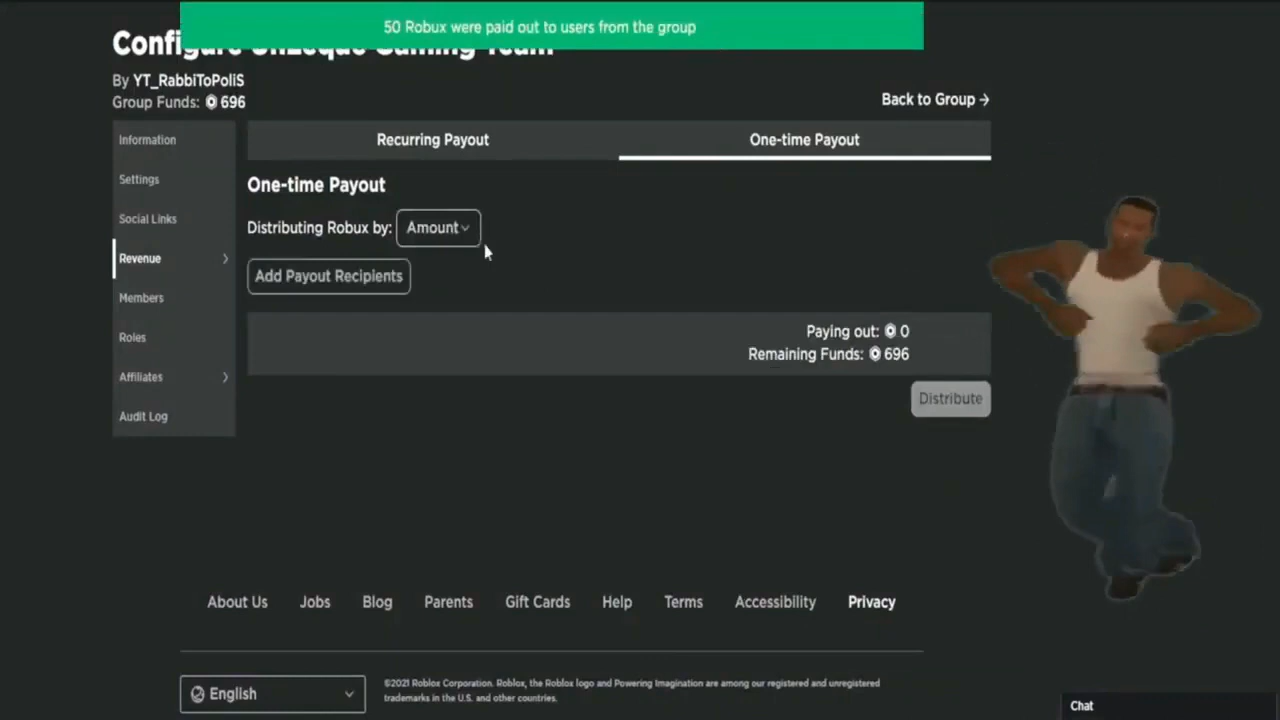 50 Robux were paid out to users from the group
Configure Gaming Team
By YT_RabbiToPoliS
Group Funds: 696
Back to Group →
Information
Settings
Social Links
Revenue
Members
Roles
Affiliates
Audit Log
Recurring Payout
One-time Payout
One-time Payout
Distributing Robux by: Amount
Add Payout Recipients
Paying out: 0
Remaining Funds: 696
Distribute
About Us Jobs Blog Parents Gift Cards Help Terms Accessibility Privacy
English
©2021 Roblox Corporation. Roblox, the Roblox logo and Powering Imagination are among our registered and unregistered
trademarks in the U.S. and other countries.
Chat